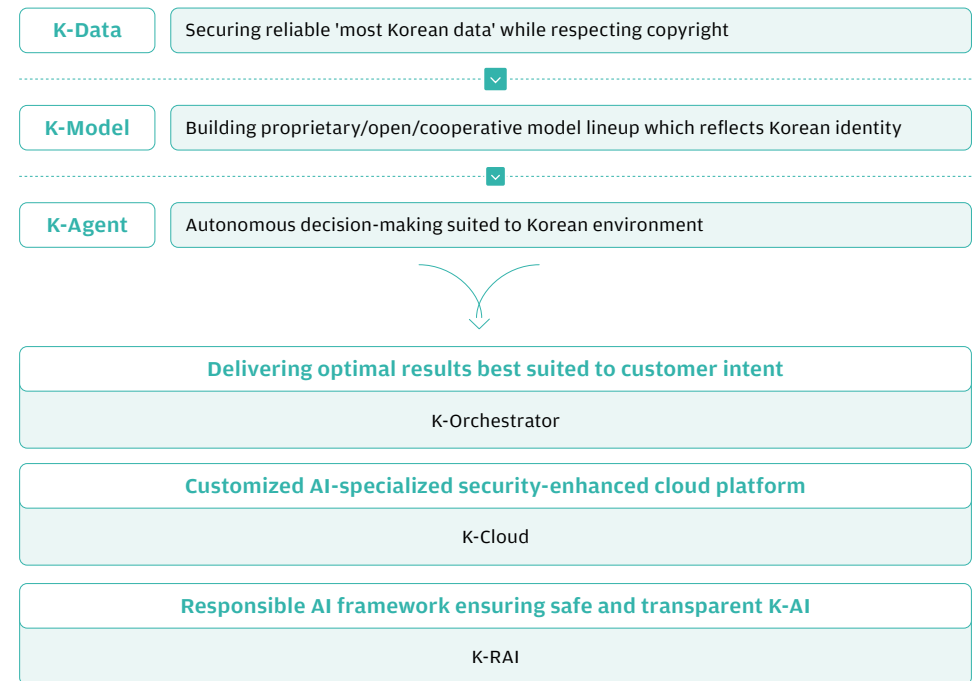 K-Data
Securing reliable 'most Korean data' while respecting copyright
K-Model
Building proprietary/open/cooperative model lineup which reflects Korean identity
K-Agent
Autonomous decision-making suited to Korean environment
Delivering optimal results best suited to customer intent
K-Orchestrator
Customized AI-specialized security-enhanced cloud platform
K-Cloud
Responsible AI framework ensuring safe and transparent K-AI
K-RAI